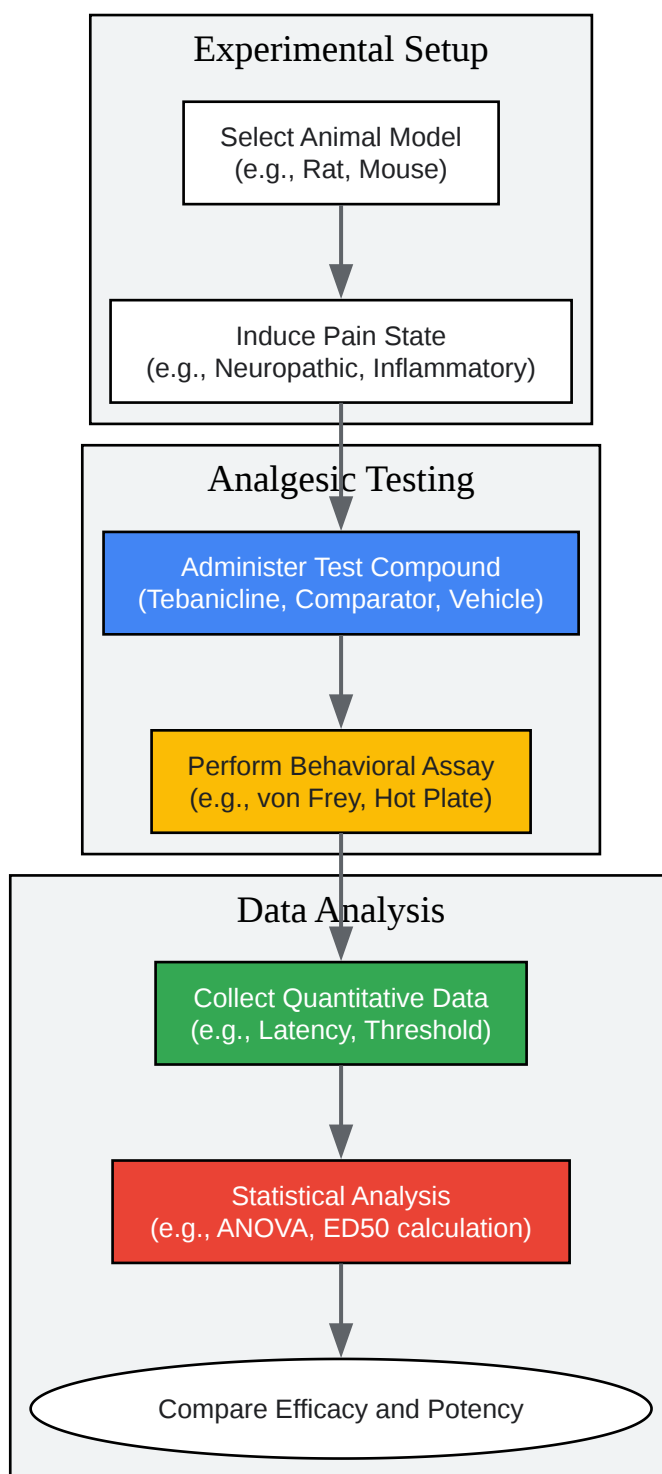 Experimental Setup
Select Animal Model
(e.g., Rat, Mouse)
Induce Pain State
(e.g., Neuropathic, Inflammatory)
Analgesic Testing
Administer Test Compound
(Tebanicline, Comparator, Vehicle)
Perform Behavioral Assay
(e.g., von Frey, Hot Plate)
Data Analysis
Collect Quantitative Data
(e.g., Latency, Threshold)
Statistical Analysis
(e.g., ANOVA, ED50 calculation)
Compare Efficacy and Potency